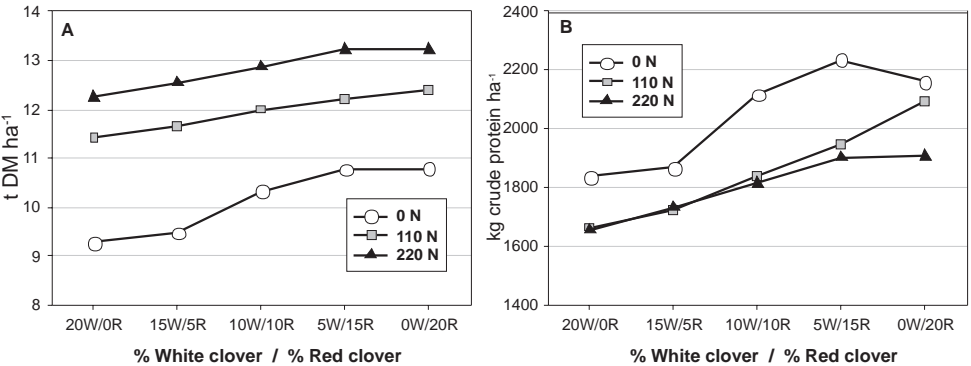 A
t DM ha-1
14
13
12
11
10
9
8
0 N
110 N
220 N
20W/0R 15W/5R 10W/10R 5W/15R 0W/20R
% White clover / % Red clover
B
kg crude protein ha-1
2400
2200
2000
1800
1600
1400
0 N
110 N
220 N
20W/0R 15W/5R 10W/10R 5W/15R 0W/20R
% White clover / % Red clover